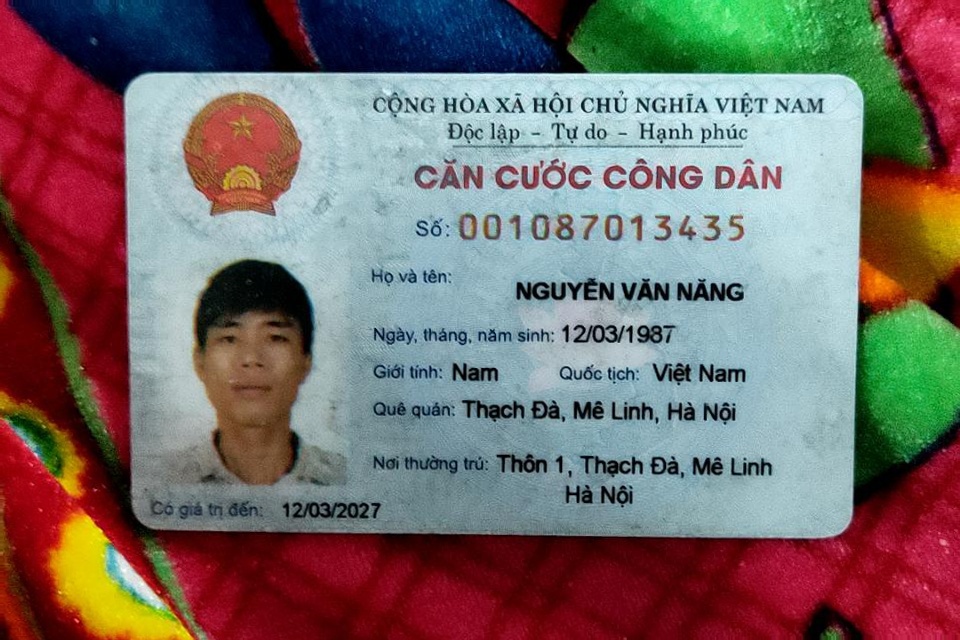 CỘNG HÒA XÃ HỘI CHỦ NGHĨA VIỆT NAM
Độc lập - Tự do - Hạnh phúc
CĂN CƯỚC CÔNG DÂN
Số: 001087013435
Họ và tên: NGUYỄN VĂN NĂNG
Ngày, tháng, năm sinh: 12/03/1987
Giới tính: Nam Quốc tịch: Việt Nam
Quê quán: Thạch Đà, Mê Linh, Hà Nội
Nơi thường trú: Thôn 1, Thạch Đà, Mê Linh
Hà Nội
Có giá trị đến: 12/03/2027